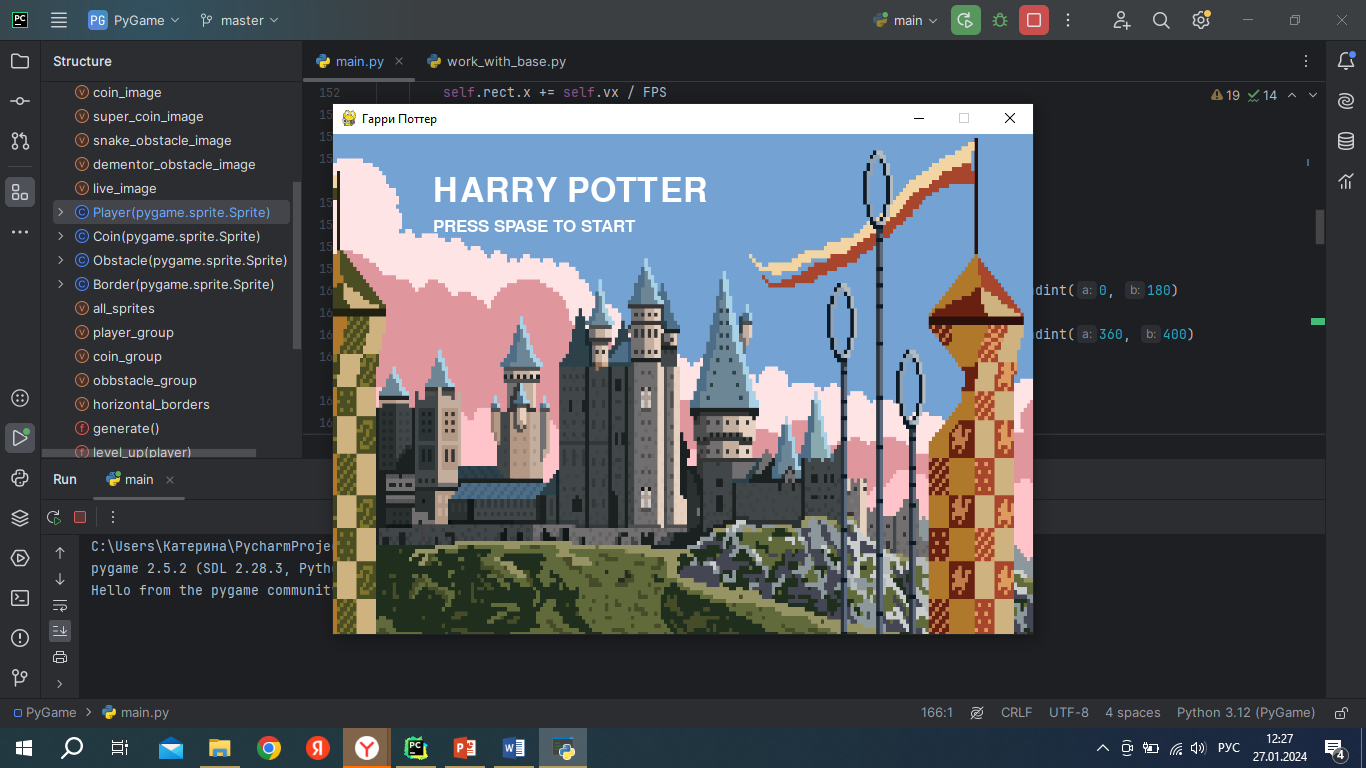 PC
PG PyGame
master
main
Structure
main.py
work_with_base.py
coin_image
super_coin_image
snake_obstacle_image
dementor_obstacle_image
live_image
Player(pygame.sprite.Sprite)
Coin(pygame.sprite.Sprite)
Obstacle(pygame.sprite.Sprite)
Border(pygame.sprite.Sprite)
all_sprites
player_group
coin_group
obbstacle_group
horizontal_borders
generate()
level_up(player)
152 self.rect.x += self.vx / FPS
19 14
ndint(a: 0, b: 180)
ndint(a: 360, b: 400)
Гарри Поттер
HARRY POTTER
PRESS SPASE TO START
Run main
C:\Users\Катерина\PycharmProje
pygame 2.5.2 (SDL 2.28.3, Pyth
Hello from the pygame communit
PyGame > main.py
166:1 CRLF UTF-8 4 spaces Python 3.12 (PyGame)
РУС
12:27
27.01.2024
4